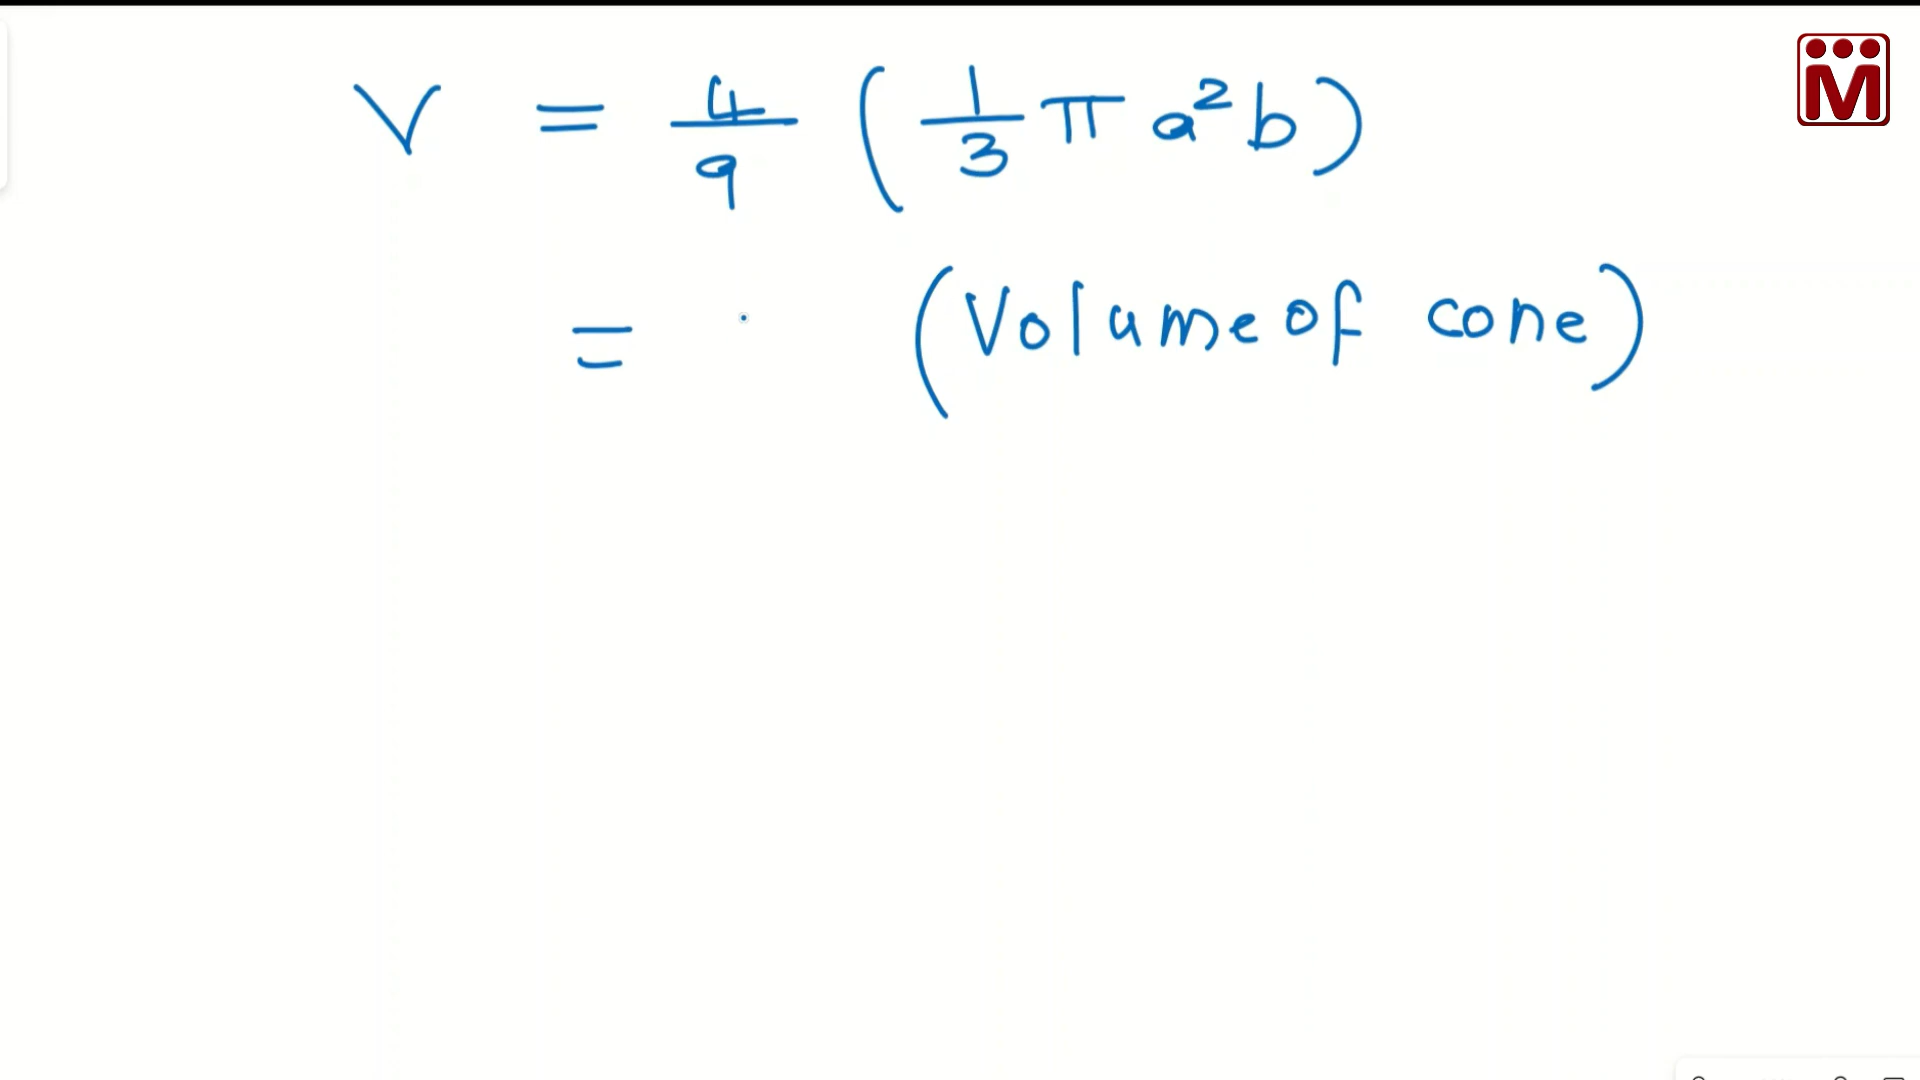 V = 4/9 (1/3 π a²b)
= (Volume of cone)
M